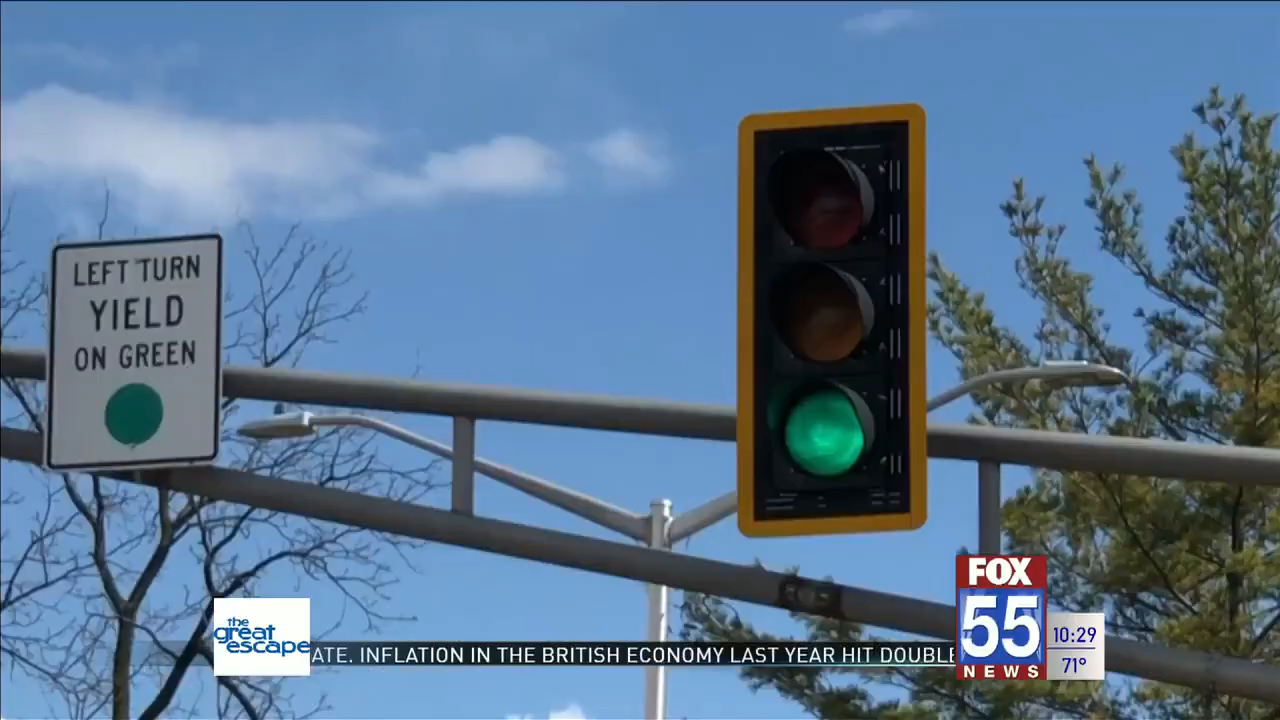 LEFT TURN
YIELD
ON GREEN
the
great
escape
ATE. INFLATION IN THE BRITISH ECONOMY LAST YEAR HIT DOUBLE
FOX
55
NEWS
10:29
71°